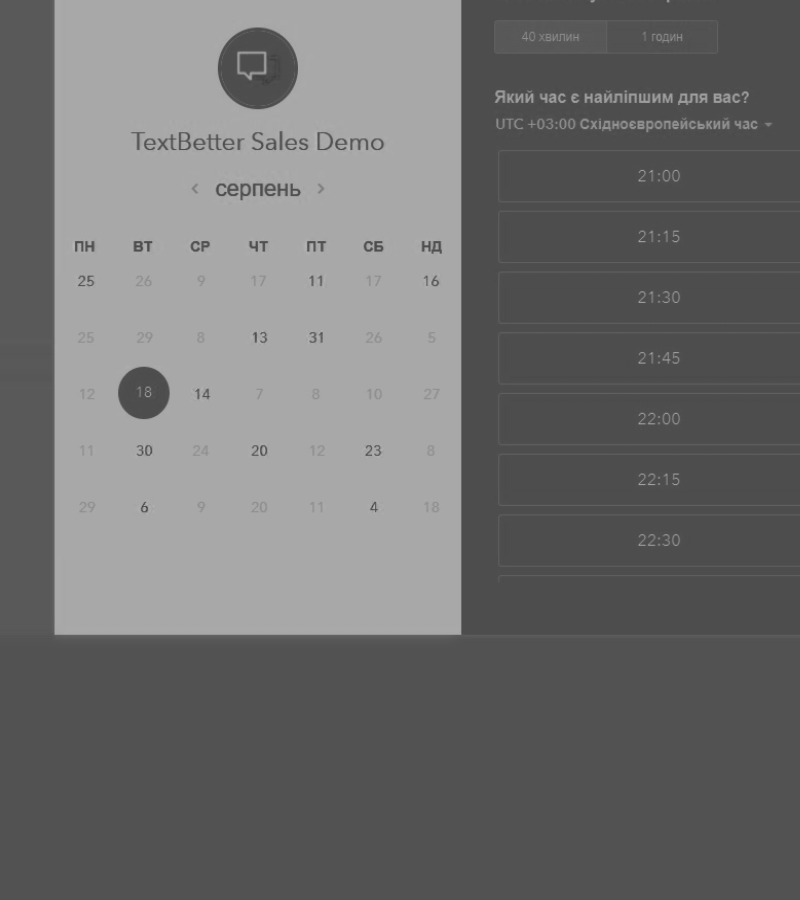 TextBetter Sales Demo
серпень
ПН ВТ СР ЧТ ПТ СБ НД
25 26 9 17 11 17 16
25 29 8 13 31 26 5
12 18 14 7 8 10 27
11 30 24 20 12 23 8
29 6 9 20 11 4 18
40 хвилин 1 годин
Який час є найліпшим для вас?
UTC +03:00 Східноєвропейський час
21:00
21:15
21:30
21:45
22:00
22:15
22:30